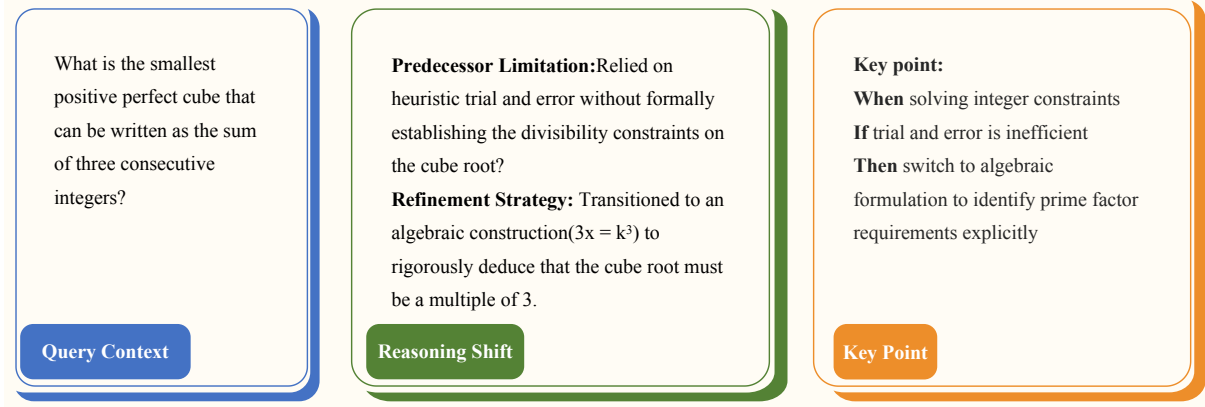 What is the smallest
positive perfect cube that
can be written as the sum
of three consecutive
integers?
Query Context
Predecessor Limitation:Relied on
heuristic trial and error without formally
establishing the divisibility constraints on
the cube root?
Refinement Strategy: Transitioned to an
algebraic construction(3x = k³) to
rigorously deduce that the cube root must
be a multiple of 3.
Reasoning Shift
Key point:
When solving integer constraints
If trial and error is inefficient
Then switch to algebraic
formulation to identify prime factor
requirements explicitly
Key Point